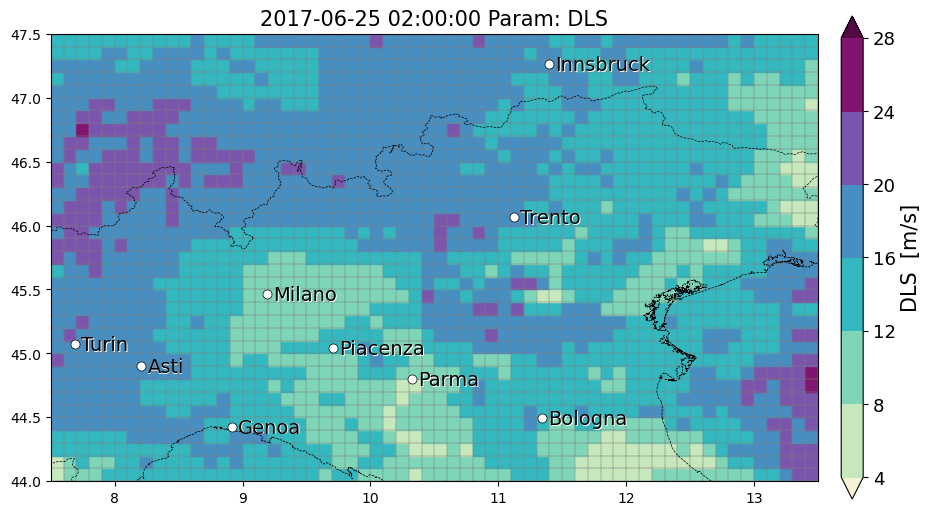 2017-06-25 02:00:00 Param: DLS
47.5
47.0
46.5
46.0
45.5
45.0
44.5
44.0
8
9
10
11
12
13
Innsbruck
Trento
Milano
Turin
Piacenza
Asti
Parma
Bologna
Genoa
28
24
20
16
12
8
4
DLS [m/s]